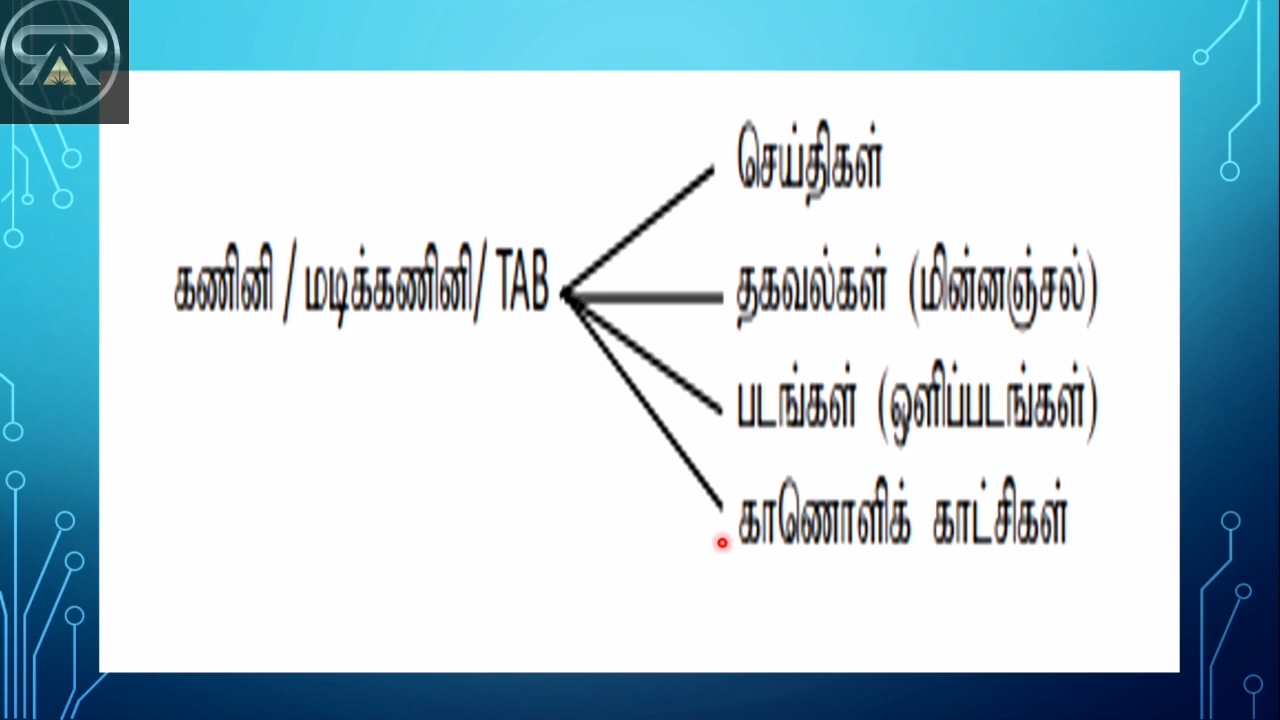 செய்திகள்
கணினி / மடிக்கணினி/ TAB
தகவல்கள் (மின்னஞ்சல்)
படங்கள் (ஒளிப்படங்கள்)
காணொளிக் காட்சிகள்